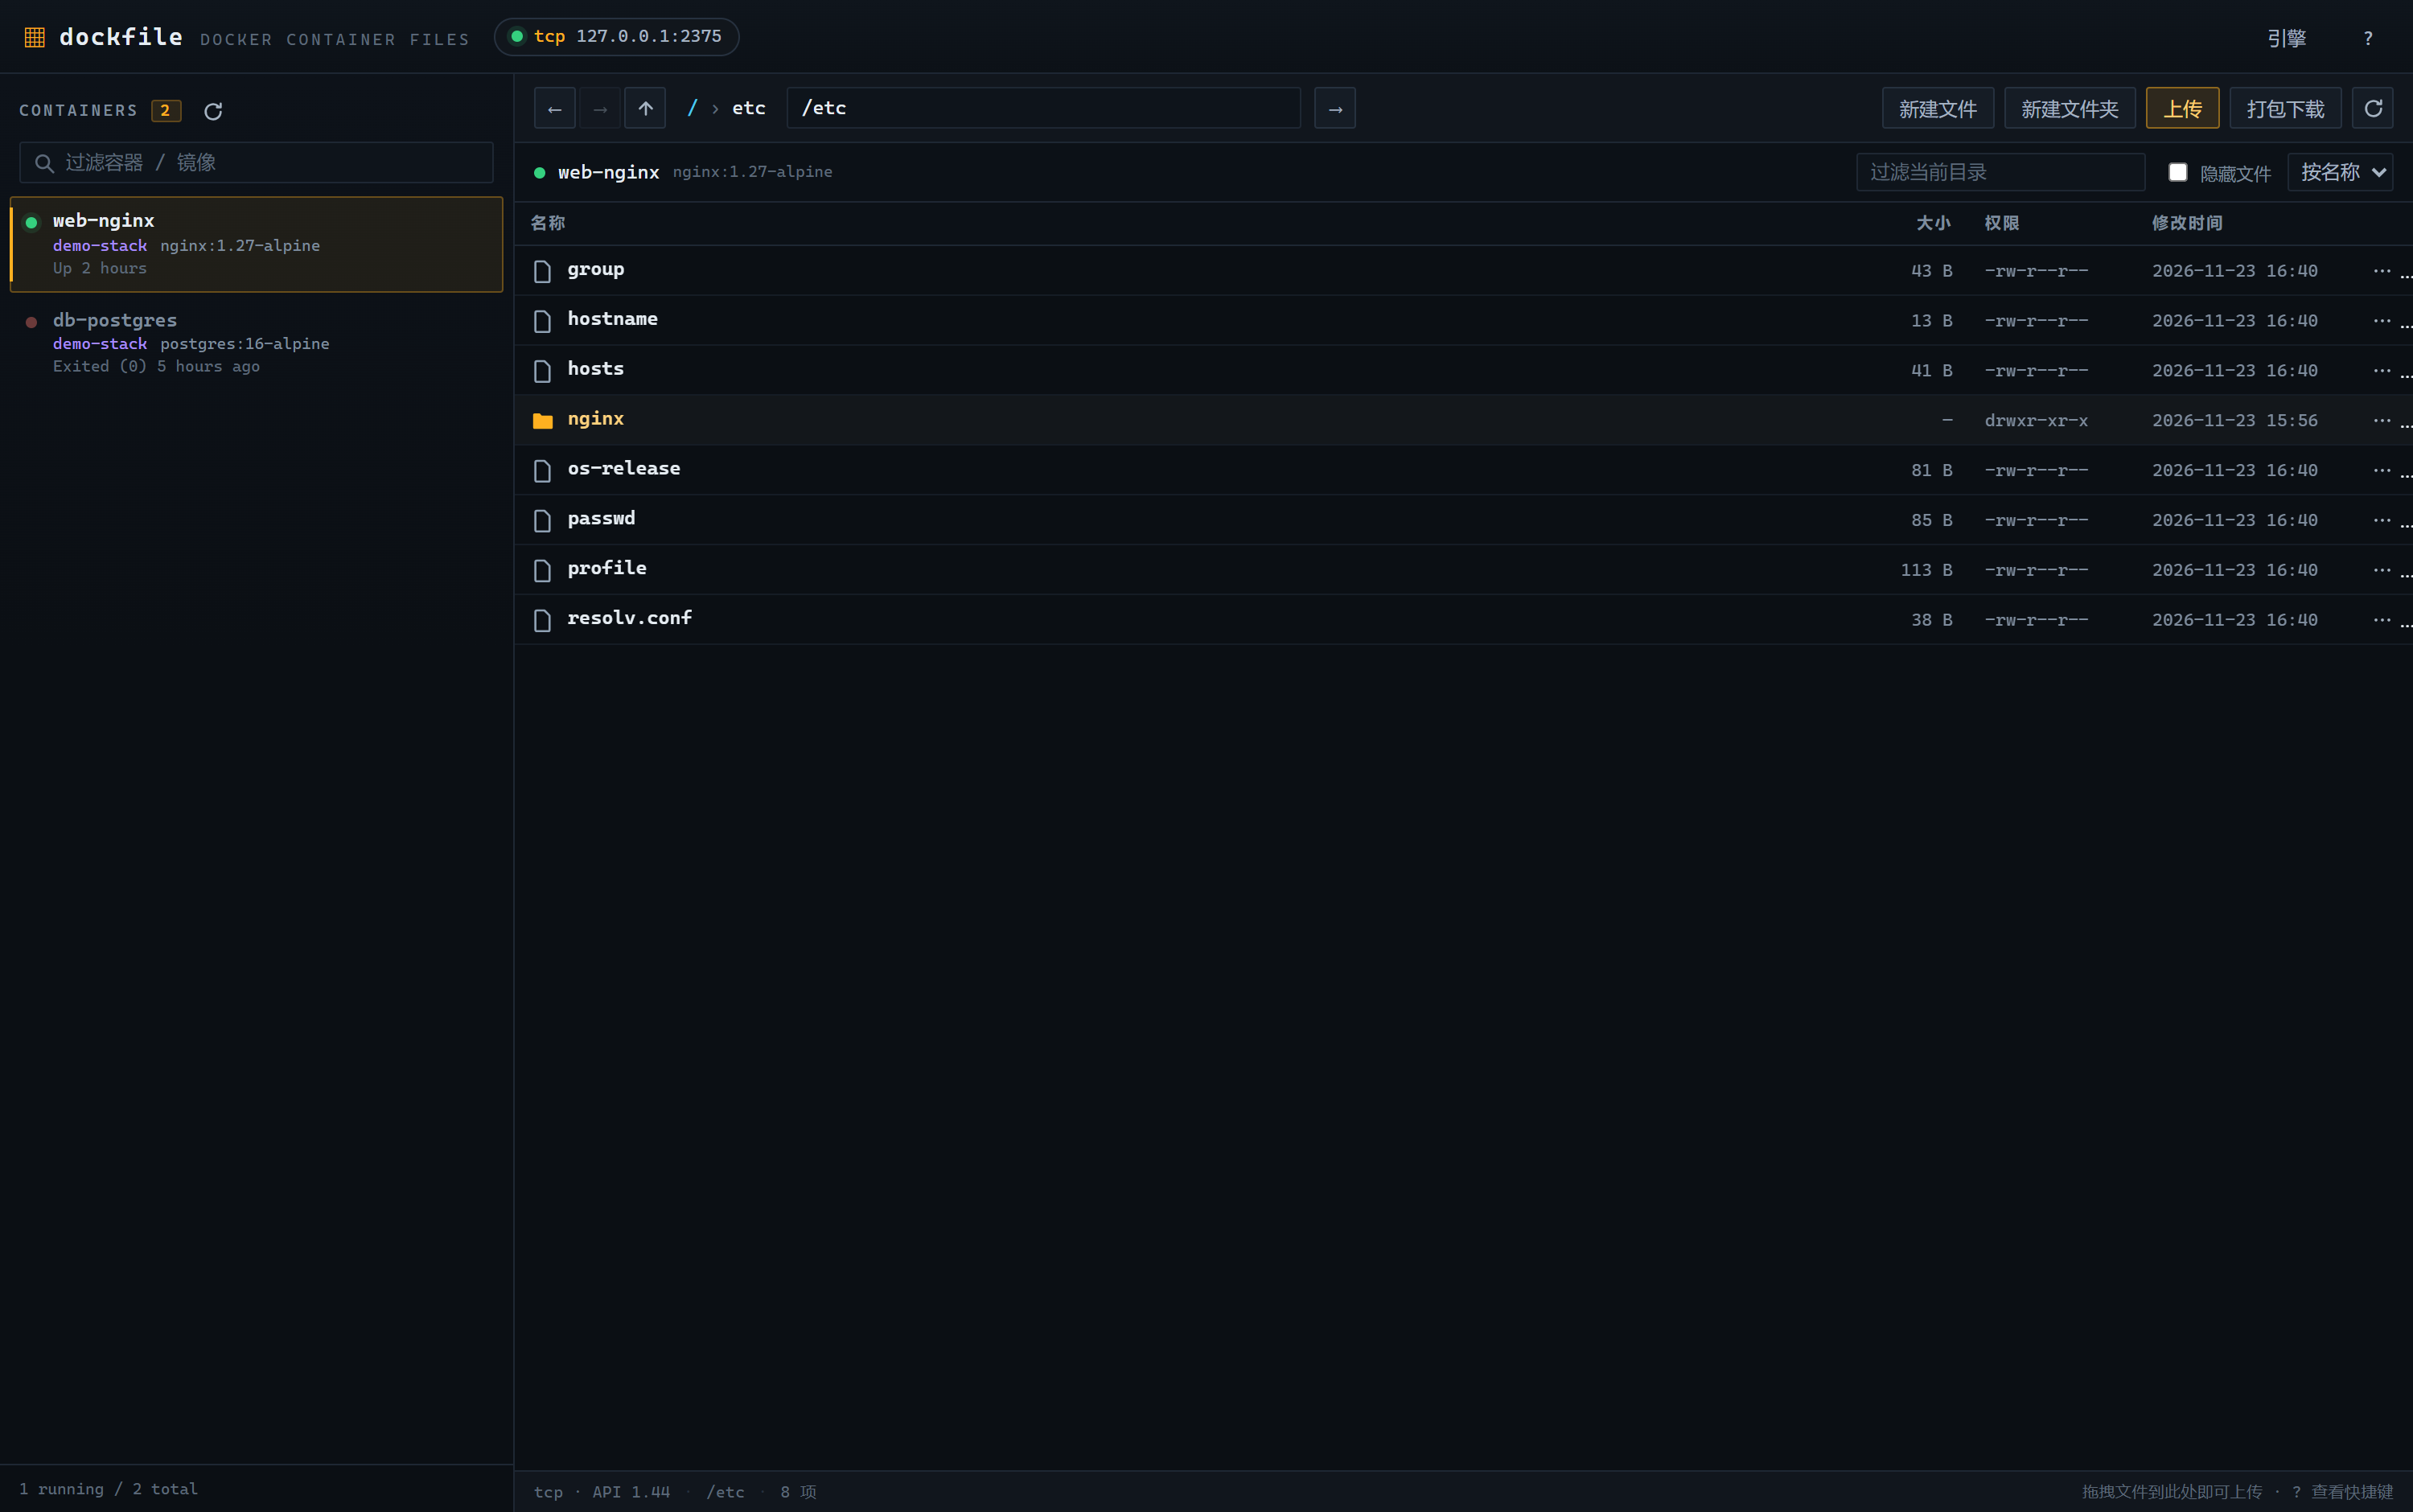 dockfile DOCKER CONTAINER FILES tcp 127.0.0.1:2375 引擎 ?
CONTAINERS 2
过滤容器 / 镜像
web-nginx
demo-stack nginx:1.27-alpine
Up 2 hours
db-postgres
demo-stack postgres:16-alpine
Exited (0) 5 hours ago
1 running / 2 total
← → ↑ / › etc /etc → 新建文件 新建文件夹 上传 打包下载
web-nginx nginx:1.27-alpine 过滤当前目录 隐藏文件 按名称
名称 大小 权限 修改时间
group 43 B -rw-r--r-- 2026-11-23 16:40 ··· …
hostname 13 B -rw-r--r-- 2026-11-23 16:40 ··· …
hosts 41 B -rw-r--r-- 2026-11-23 16:40 ··· …
nginx — drwxr-xr-x 2026-11-23 15:56 ··· …
os-release 81 B -rw-r--r-- 2026-11-23 16:40 ··· …
passwd 85 B -rw-r--r-- 2026-11-23 16:40 ··· …
profile 113 B -rw-r--r-- 2026-11-23 16:40 ··· …
resolv.conf 38 B -rw-r--r-- 2026-11-23 16:40 ··· …
tcp · API 1.44 · /etc · 8 项 拖拽文件到此处即可上传 · ? 查看快捷键